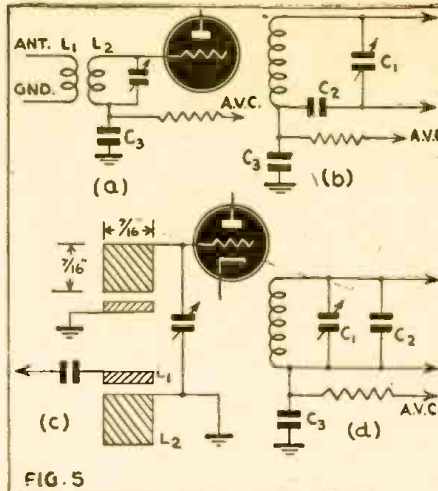 ANT. L1 L2
GND.
A.V.C.
C3
(a)
C1
C2
A.V.C
C3
(b)
7/16"
7/16"
L1
(c)
L2
C1 C2
A.V.C.
C3
(d)
FIG. 5